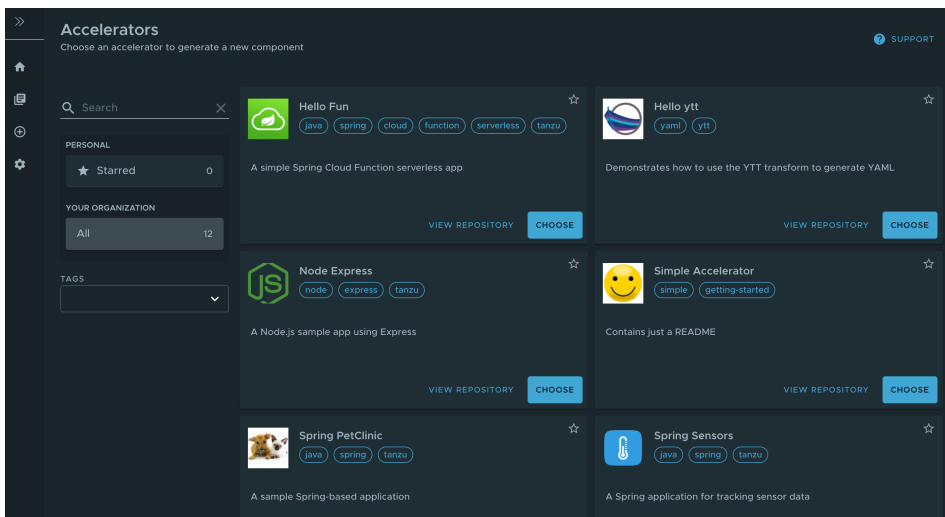 Accelerators
Choose an accelerator to generate a new component
SUPPORT
Search
PERSONAL
Starred 0
YOUR ORGANIZATION
All 12
TAGS
Hello Fun
java spring cloud function serverless tanzu
A simple Spring Cloud Function serverless app
VIEW REPOSITORY CHOOSE
Hello ytt
yaml ytt
Demonstrates how to use the YTT transform to generate YAML
VIEW REPOSITORY CHOOSE
JS
Node Express
node express tanzu
A Node.js sample app using Express
VIEW REPOSITORY CHOOSE
Simple Accelerator
simple getting-started
Contains just a README
VIEW REPOSITORY CHOOSE
Spring PetClinic
java spring tanzu
A sample Spring-based application
Spring Sensors
java spring tanzu
A Spring application for tracking sensor data